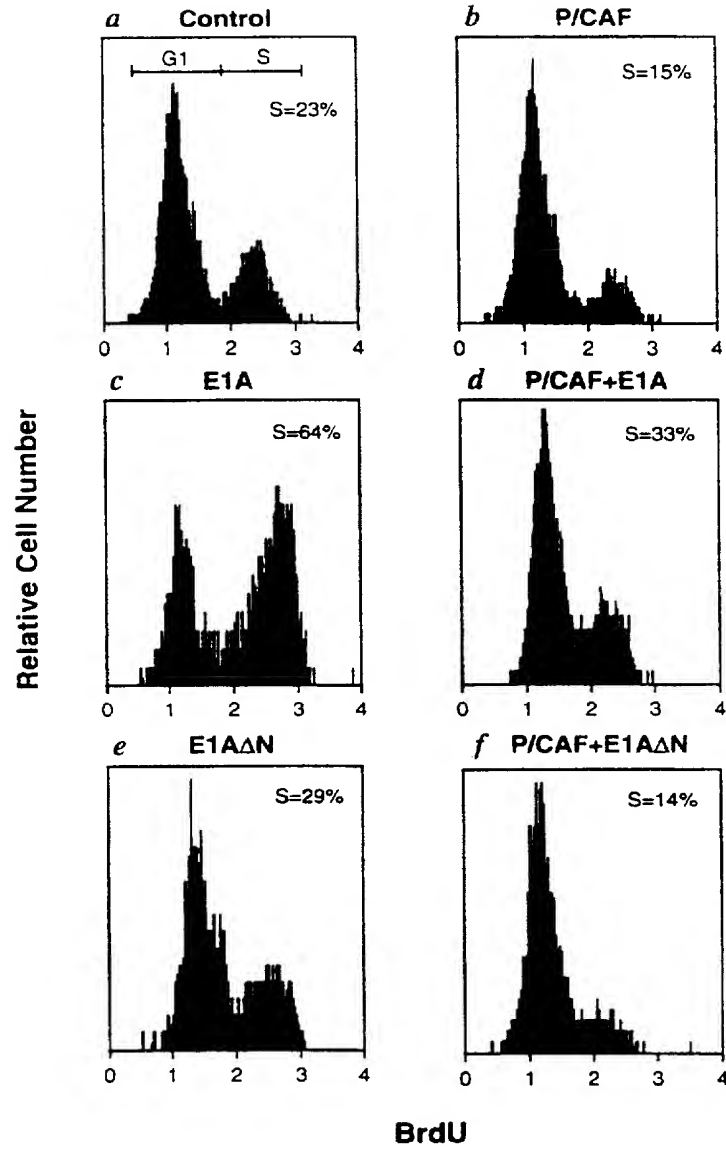 a Control
G1 S
S=23%
0 1 2 3 4
b P/CAF
S=15%
0 1 2 3 4
c E1A
S=64%
0 1 2 3 4
d P/CAF+E1A
S=33%
0 1 2 3 4
e E1AΔN
S=29%
0 1 2 3 4
f P/CAF+E1AΔN
S=14%
0 1 2 3 4
Relative Cell Number
BrdU